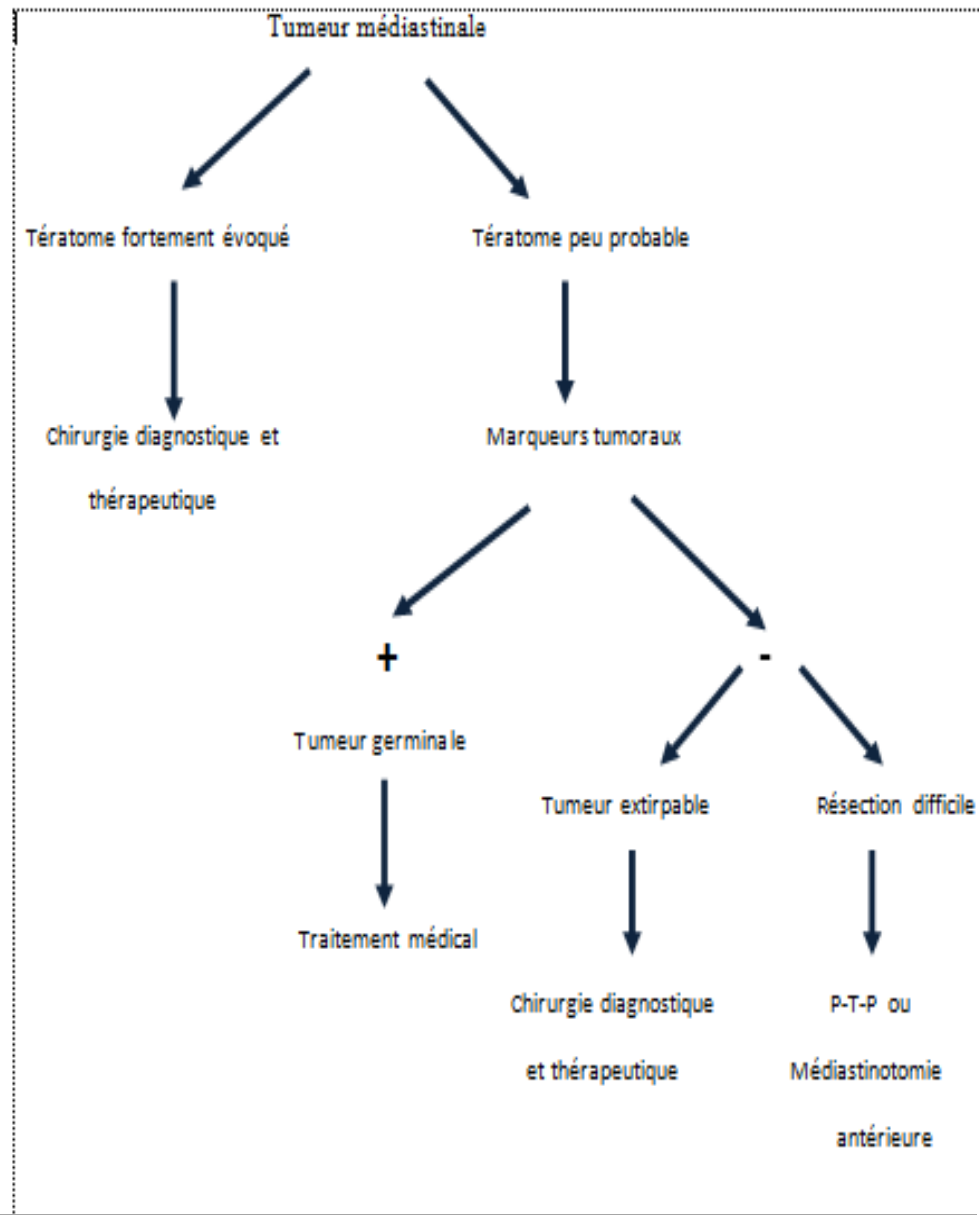 Tumeur médiastinale
Tératome fortement évoqué
Tératome peu probable
Chirurgie diagnostique et
thérapeutique
Marqueurs tumoraux
+
-
Tumeur germinale
Traitement médical
Tumeur extirpable
Résection difficile
Chirurgie diagnostique
et thérapeutique
P-T-P ou
Médiastinotomie
antérieure